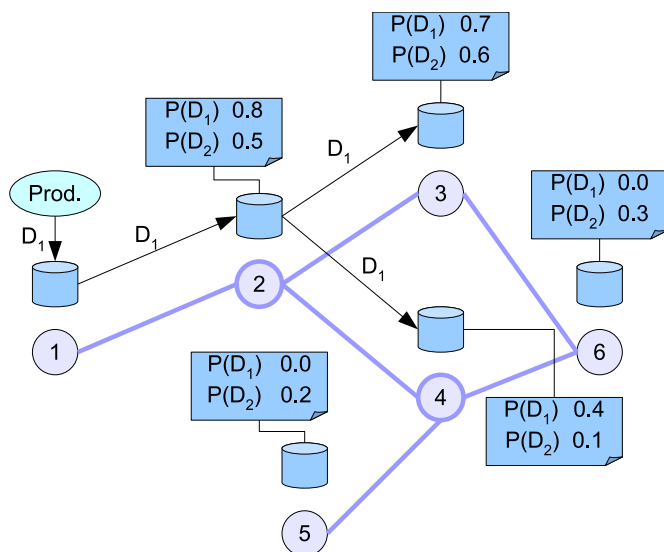 P(D₁) 0.7
P(D₂) 0.6
P(D₁) 0.8
P(D₂) 0.5
D₁
Prod.
3
P(D₁) 0.0
P(D₂) 0.3
D₁
D₁
D₁
2
1
6
P(D₁) 0.0
P(D₂) 0.2
4
P(D₁) 0.4
P(D₂) 0.1
5